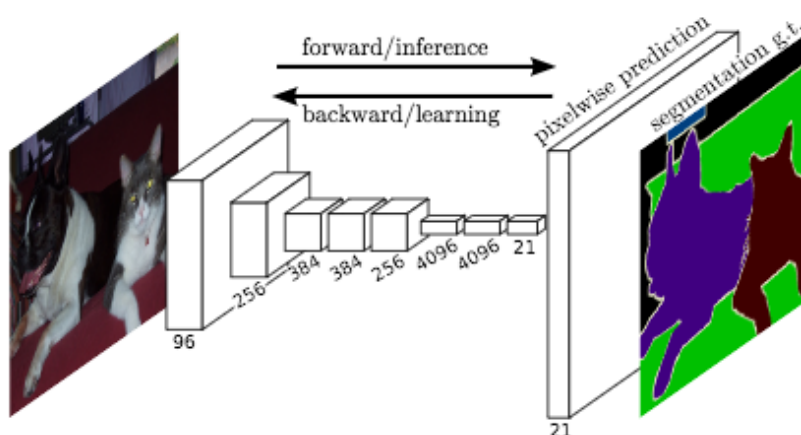 forward/inference
backward/learning
pixelwise prediction
segmentation g.t.
96
256
384
384
256
4096
4096
21
21